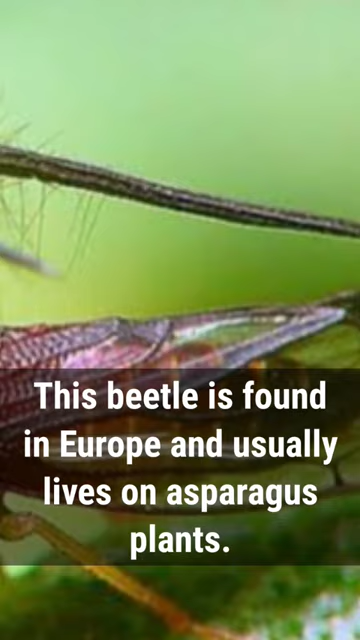 This beetle is found
in Europe and usually
lives on asparagus
plants.